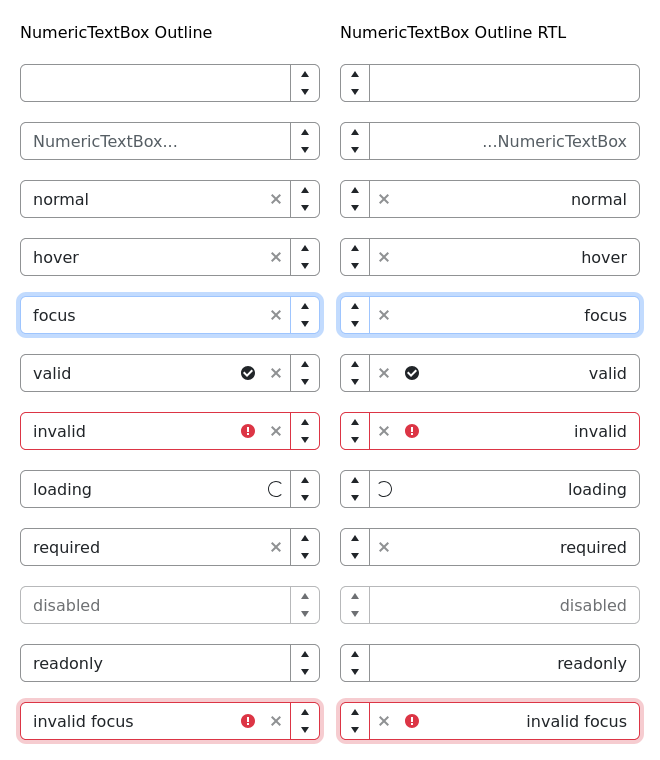 NumericTextBox Outline
NumericTextBox Outline RTL
NumericTextBox...
...NumericTextBox
normal
normal
hover
hover
focus
focus
valid
valid
invalid
invalid
loading
loading
required
required
disabled
disabled
readonly
readonly
invalid focus
invalid focus